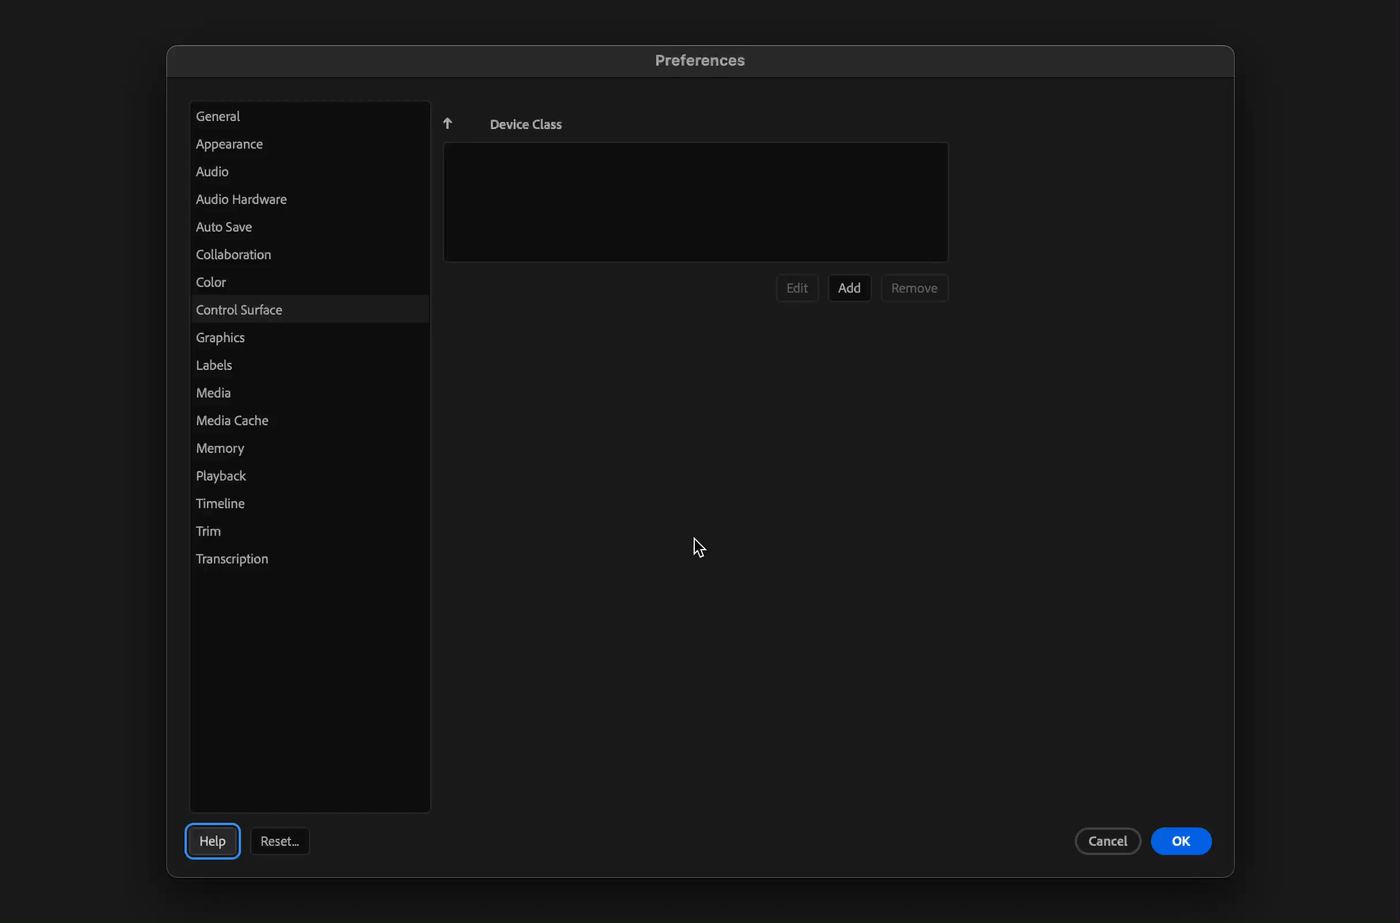 Preferences
General
Appearance
Audio
Audio Hardware
Auto Save
Collaboration
Color
Control Surface
Graphics
Labels
Media
Media Cache
Memory
Playback
Timeline
Trim
Transcription
Device Class
Edit
Add
Remove
Help
Reset...
Cancel
OK